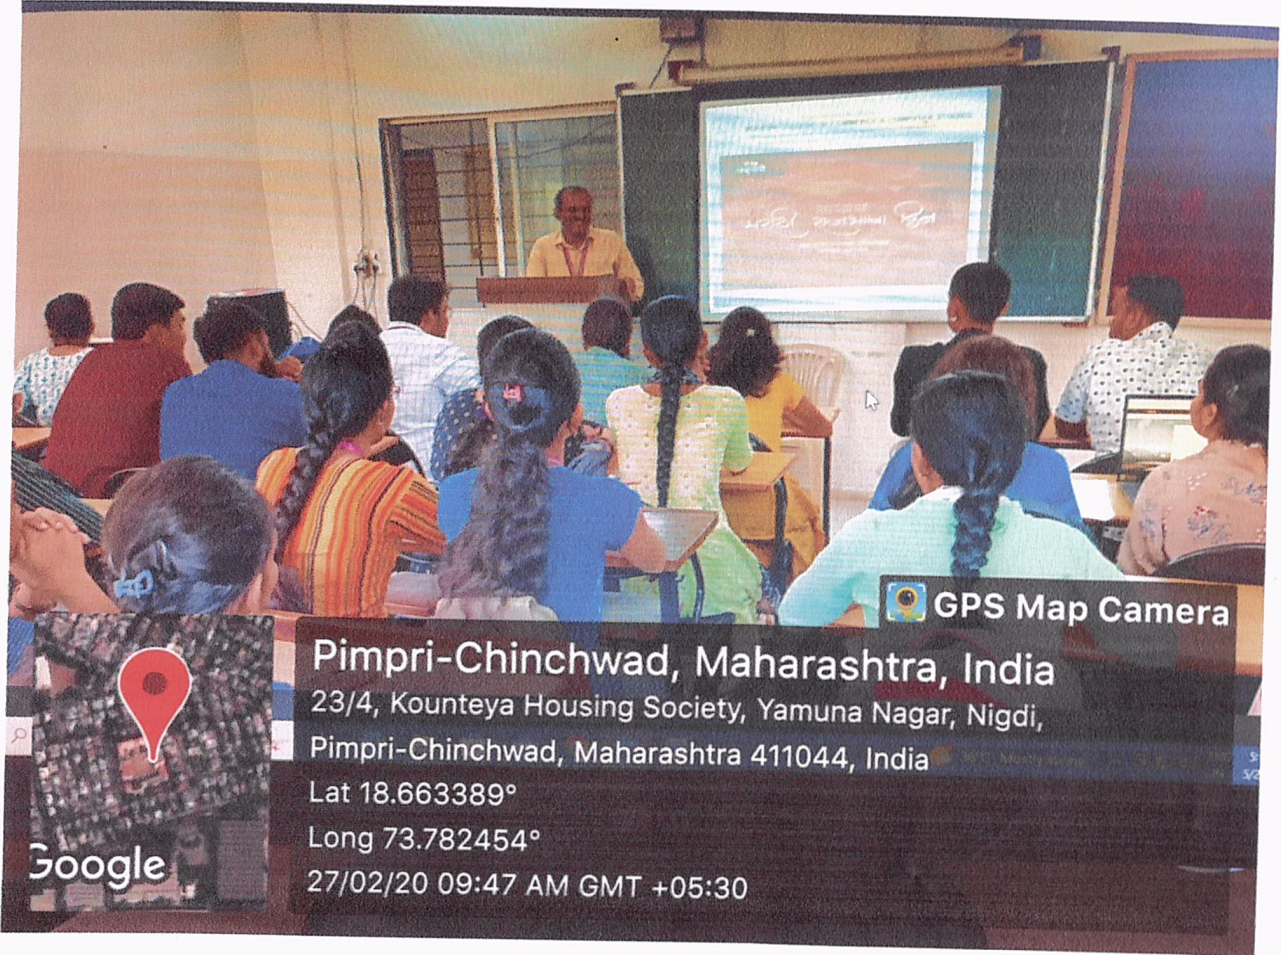 GPS Map Camera
Pimpri-Chinchwad, Maharashtra, India
23/4, Kounteya Housing Society, Yamuna Nagar, Nigdi,
Pimpri-Chinchwad, Maharashtra 411044, India
Lat 18.663389°
Long 73.782454°
27/02/20 09:47 AM GMT +05:30
Google